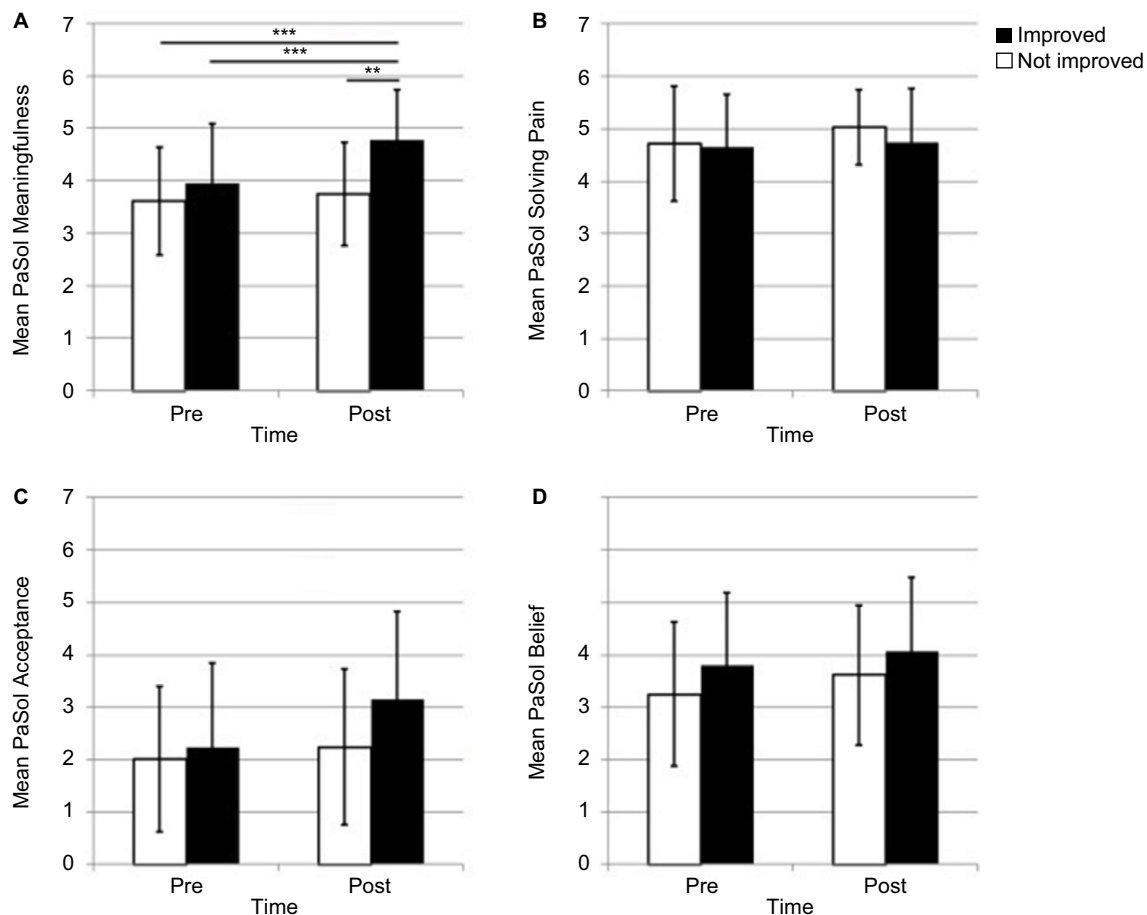 A
7
6
5
4
3
2
1
0
Mean PaSol Meaningfulness
***
***
**
Pre
Post
Time
B
7
6
5
4
3
2
1
0
Mean PaSol Solving Pain
Pre
Post
Time
Improved
Not improved
C
7
6
5
4
3
2
1
0
Mean PaSol Acceptance
Pre
Post
Time
D
4
3
2
1
0
Mean PaSol Belief
Pre
Post
Time